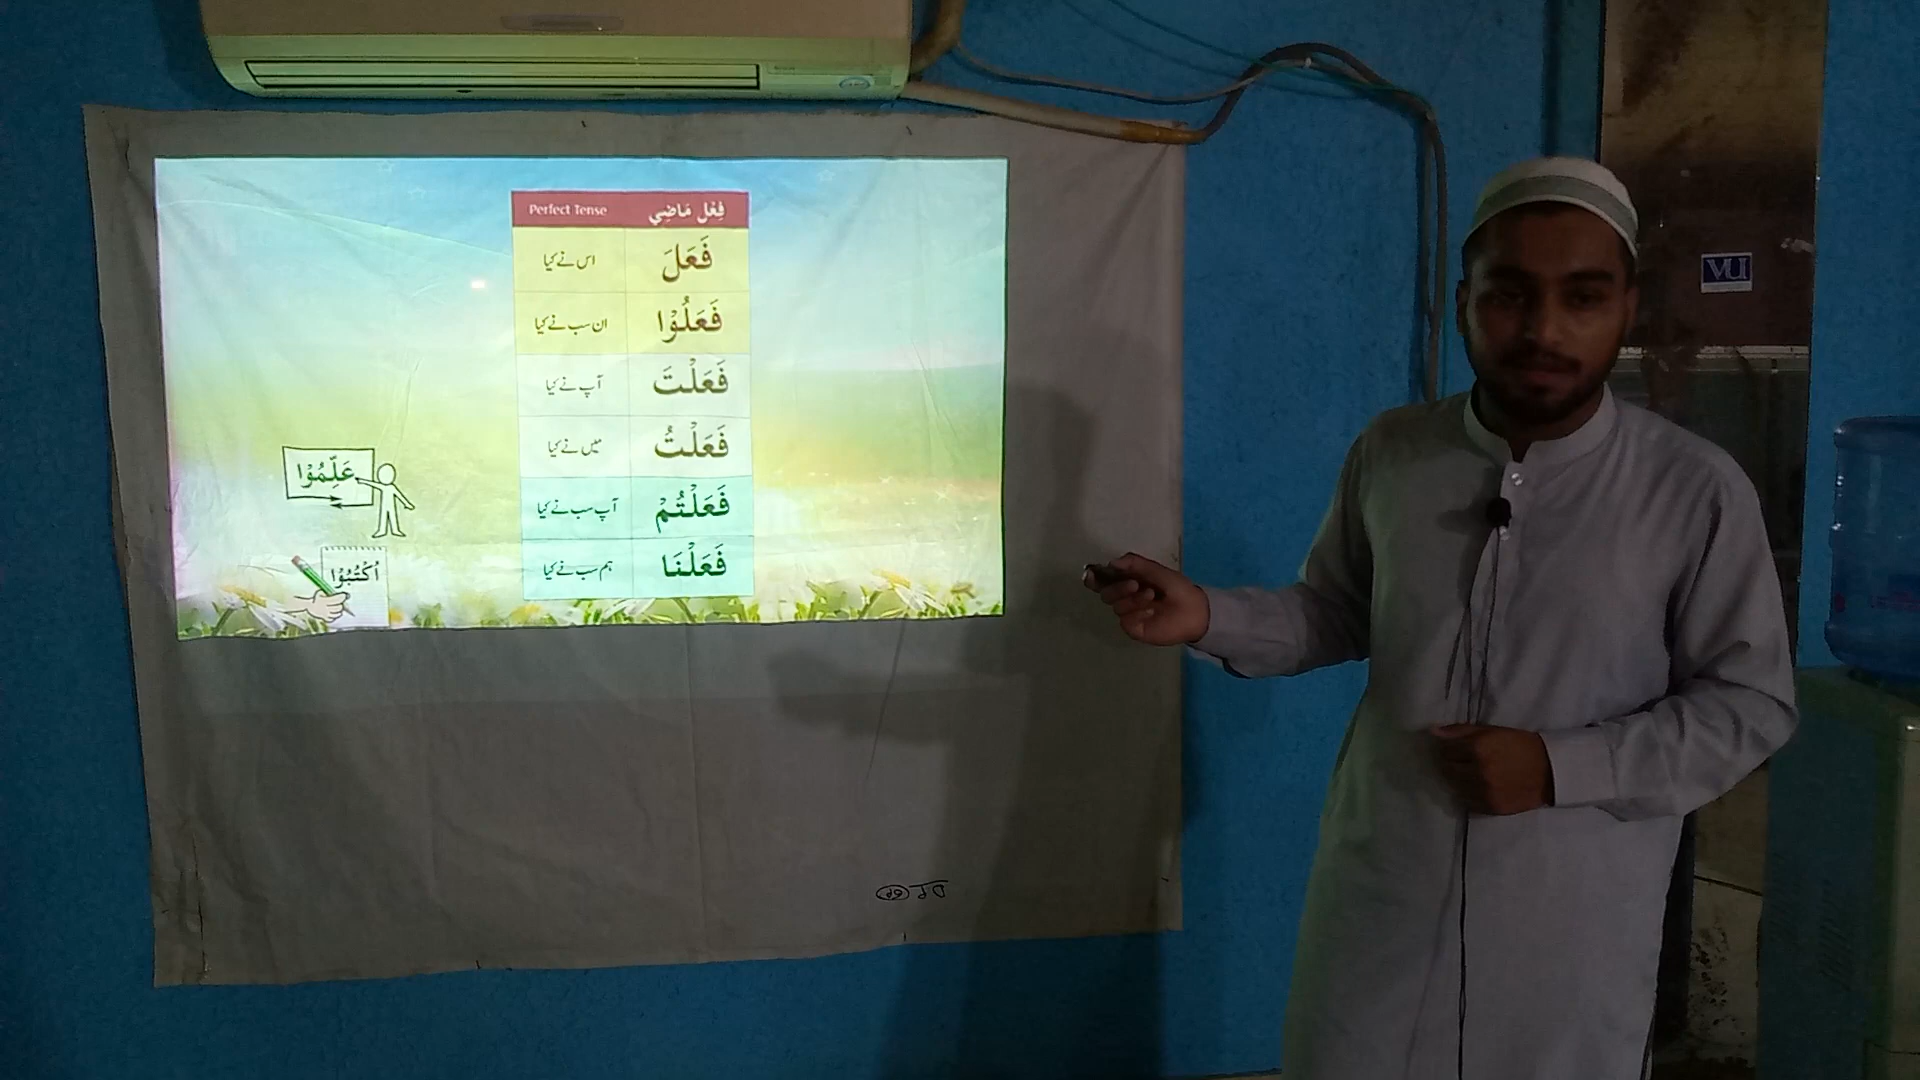 Perfect Tense فِعْل مَاضِي
فَعَلَ اس نے کیا
فَعَلُوْا ان سب نے کیا
فَعَلْتَ آپ نے کیا
فَعَلْتُ میں نے کیا
فَعَلْتُمْ آپ سب نے کیا
فَعَلْنَا ہم سب نے کیا
عَلِّمُوْا
اُكْتُبُوْا
VU